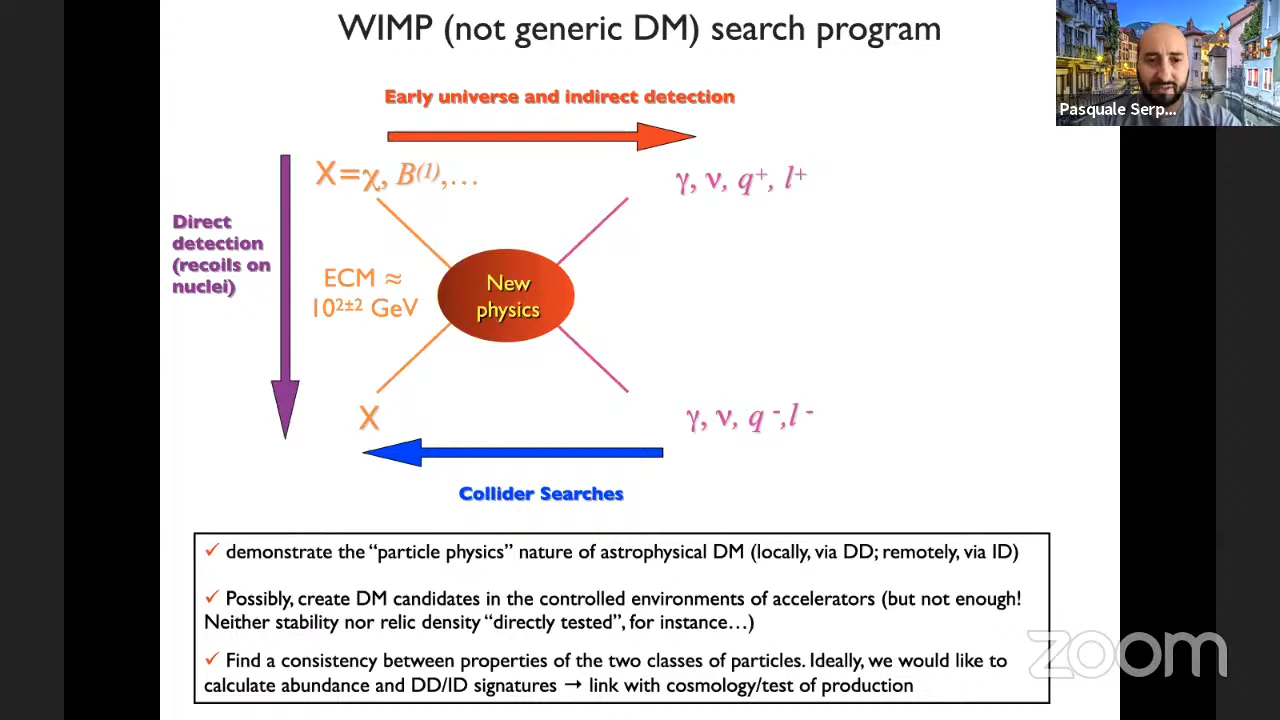 WIMP (not generic DM) search program
Pasquale Serp...
Early universe and indirect detection
X=χ, B(1),...
γ, ν, q+, l+
Direct
detection
(recoils on
nuclei)
ECM ≈
10²±² GeV
New
physics
X
γ, ν, q -,l -
Collider Searches
✓ demonstrate the “particle physics” nature of astrophysical DM (locally, via DD; remotely, via ID)
✓ Possibly, create DM candidates in the controlled environments of accelerators (but not enough!
Neither stability nor relic density “directly tested”, for instance…)
✓ Find a consistency between properties of the two classes of particles. Ideally, we would like to
calculate abundance and DD/ID signatures → link with cosmology/test of production
zoom